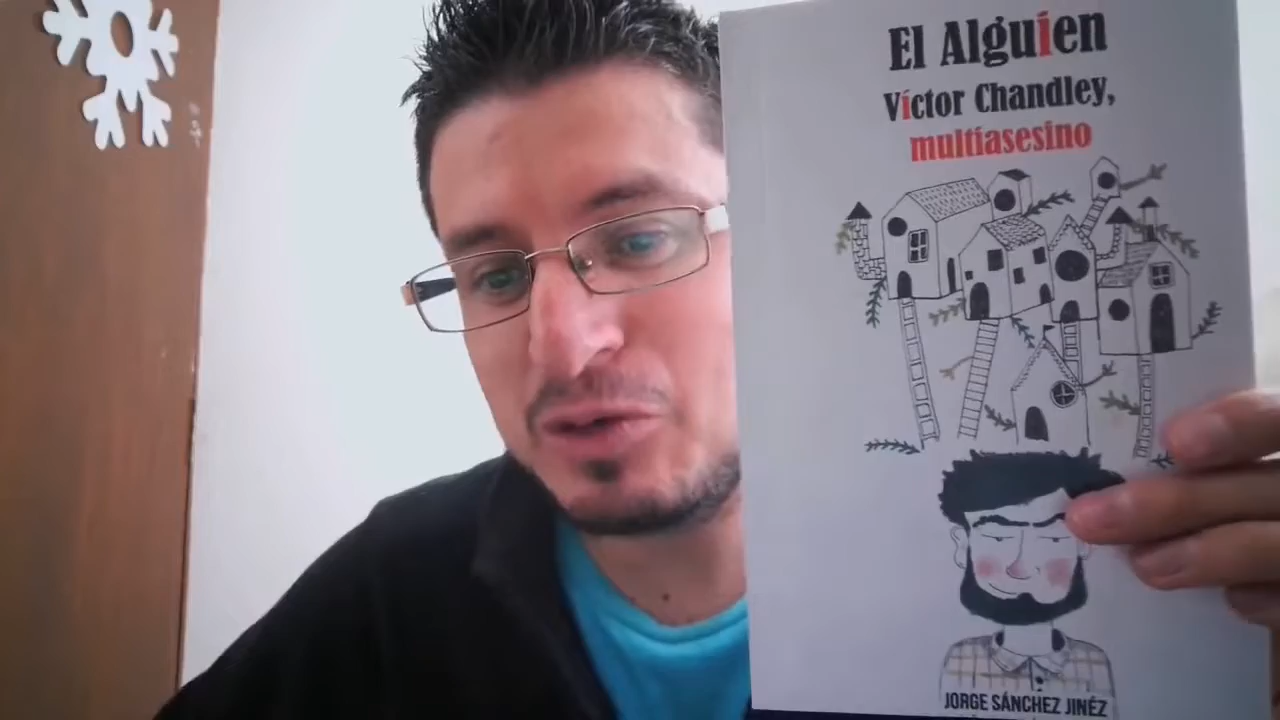 El Alguien
Víctor Chandley,
multiasesino
JORGE SÁNCHEZ JINÉZ